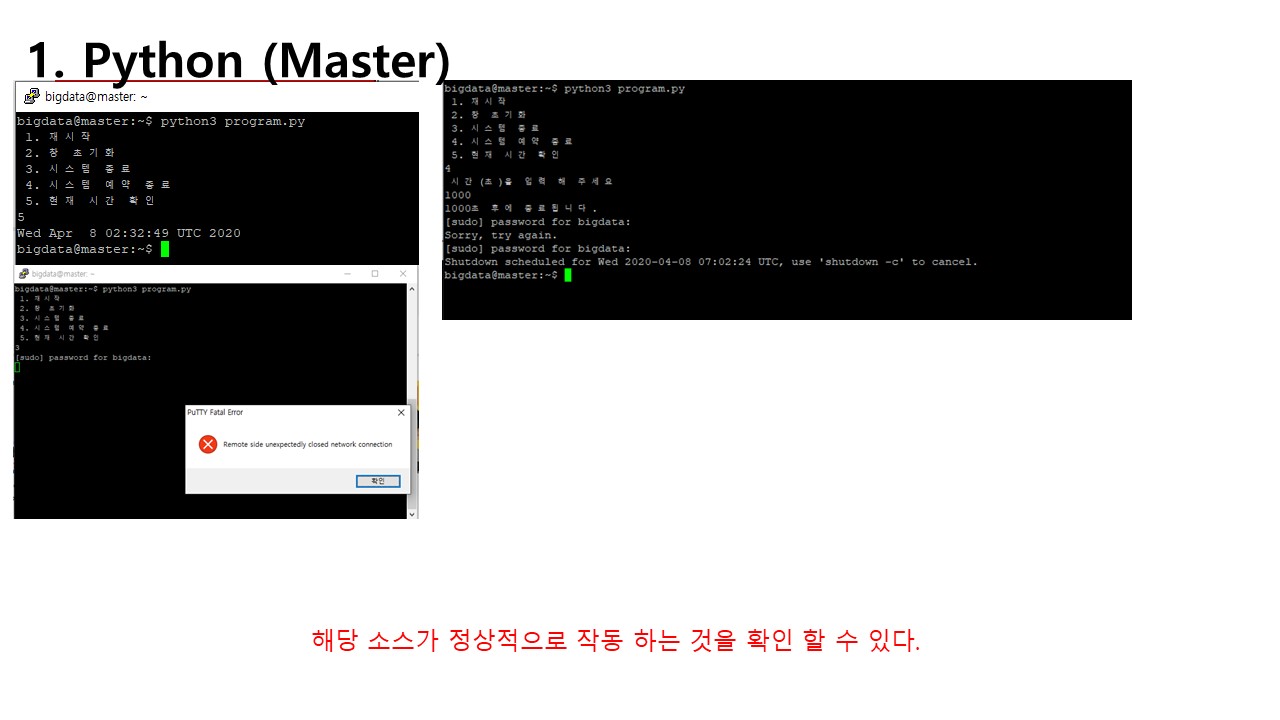 1. Python (Master)
bigdata@master: ~
bigdata@master:~$ python3 program.py
1. 재시작
2. 창 초기화
3. 시스템 종료
4. 시스템 예약 종료
5. 현재 시간 확인
5
Wed Apr  8 02:32:49 UTC 2020
bigdata@master:~$
bigdata@master: ~
bigdata@master:~$ python3 program.py
1. 재시작
2. 창 초기화
3. 시스템 종료
4. 시스템 예약 종료
5. 현재 시간 확인
3
[sudo] password for bigdata:
PuTTY Fatal Error
Remote side unexpectedly closed network connection
확인
bigdata@master:~$ python3 program.py
1. 재시작
2. 창 초기화
3. 시스템 종료
4. 시스템 예약 종료
5. 현재 시간 확인
4
시간(초)을 입력 해 주세요
1000
1000초 후에 종료됩니다.
[sudo] password for bigdata:
Sorry, try again.
[sudo] password for bigdata:
Shutdown scheduled for Wed 2020-04-08 07:02:24 UTC, use 'shutdown -c' to cancel.
bigdata@master:~$
해당 소스가 정상적으로 작동 하는 것을 확인 할 수 있다.